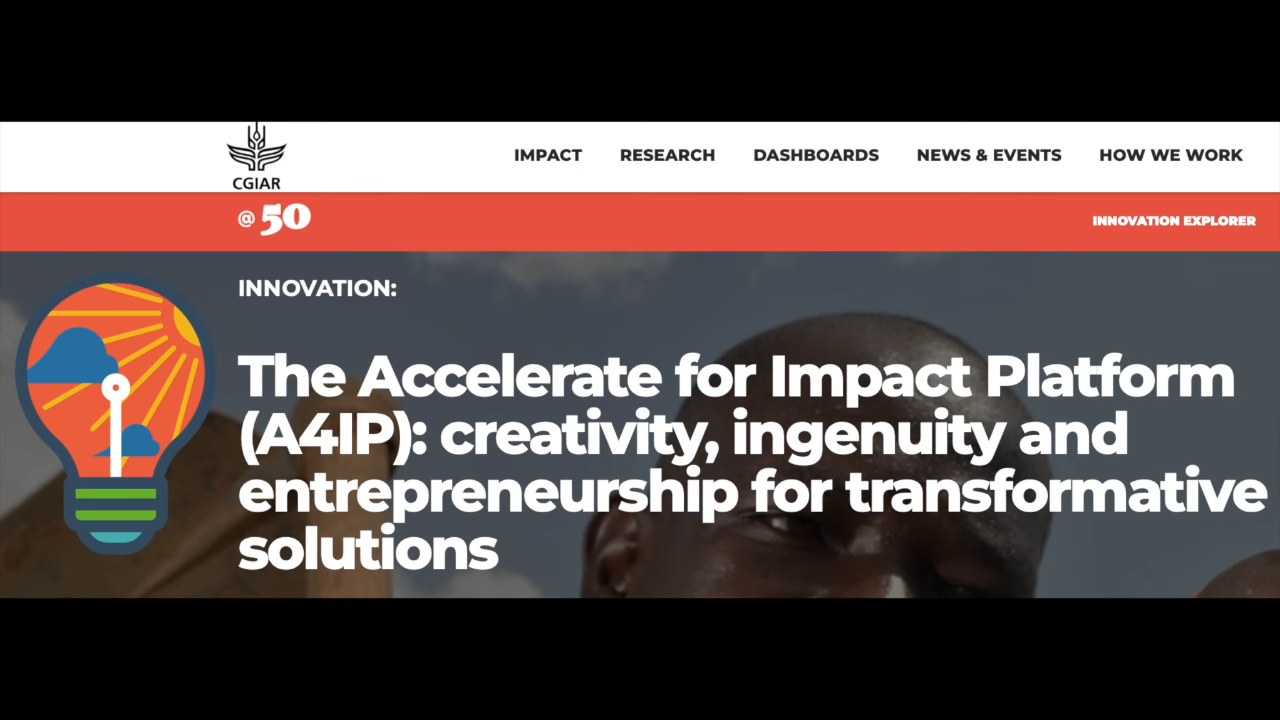 CGIAR
IMPACT RESEARCH DASHBOARDS NEWS & EVENTS HOW WE WORK
@ 50
INNOVATION EXPLORER
INNOVATION:
The Accelerate for Impact Platform
(A4IP): creativity, ingenuity and
entrepreneurship for transformative
solutions